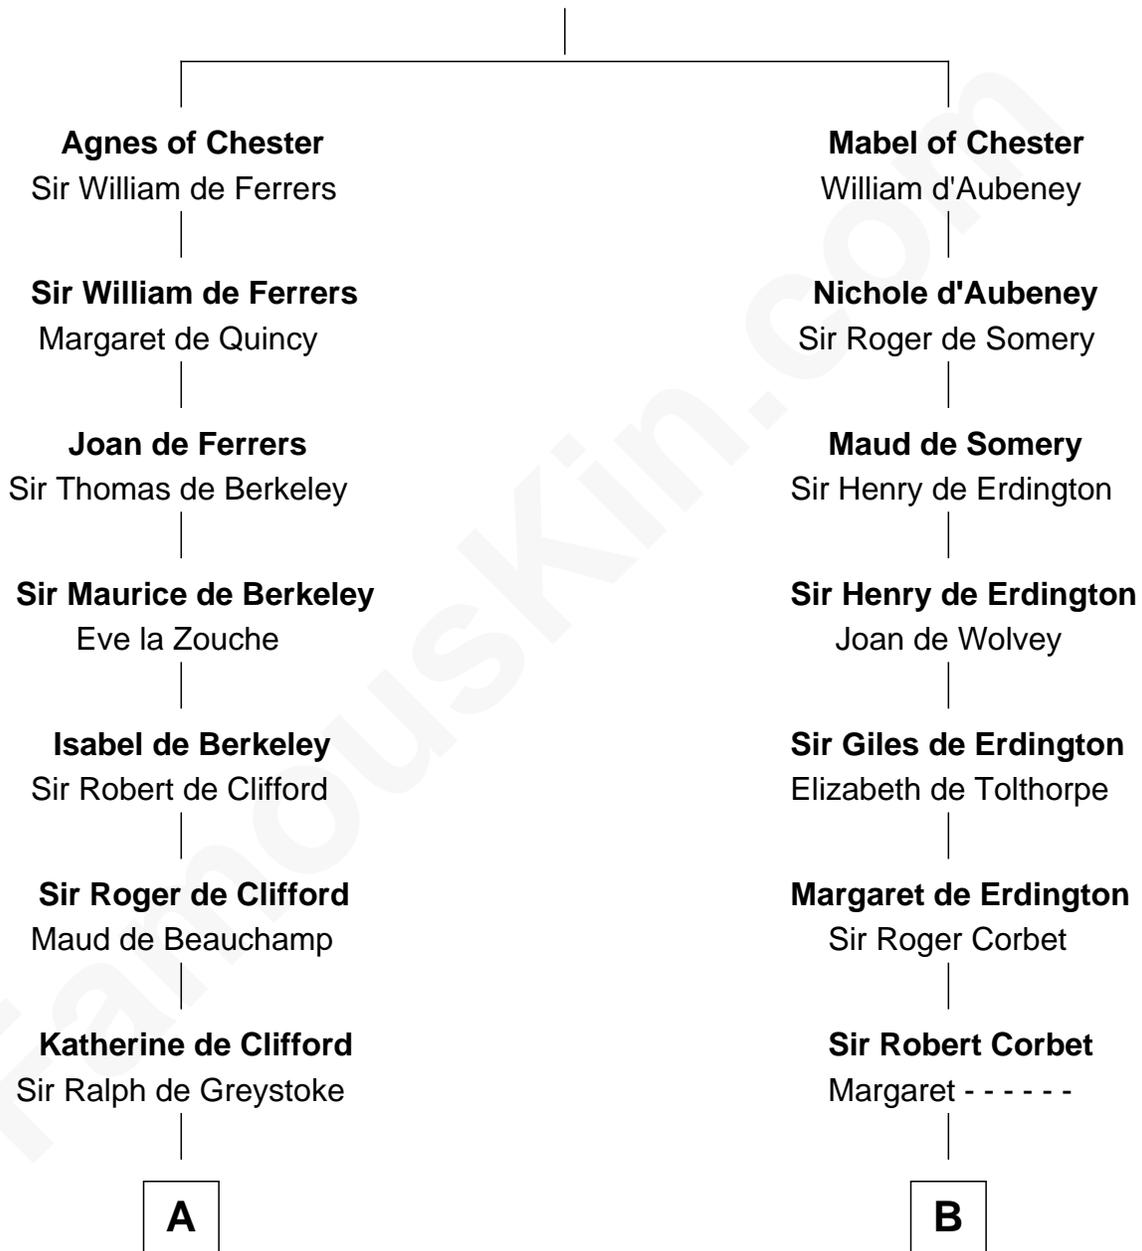 Agnes of Chester
Sir William de Ferrers
Sir William de Ferrers
Margaret de Quincy
Joan de Ferrers
Sir Thomas de Berkeley
Sir Maurice de Berkeley
Eve la Zouche
Isabel de Berkeley
Sir Robert de Clifford
Sir Roger de Clifford
Maud de Beauchamp
Katherine de Clifford
Sir Ralph de Greystoke
A
Mabel of Chester
William d'Aubeney
Nichole d'Aubeney
Sir Roger de Somery
Maud de Somery
Sir Henry de Erdington
Sir Henry de Erdington
Joan de Wolvey
Sir Giles de Erdington
Elizabeth de Tolthorpe
Margaret de Erdington
Sir Roger Corbet
Sir Robert Corbet
Margaret - - - - - -
B
FamousKin.com